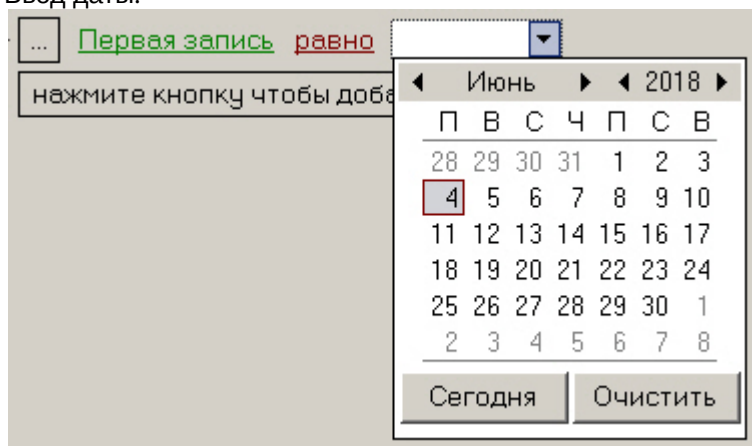 Ввод даты.
... Первая запись равно
нажмите кнопку чтобы доба
Июнь 2018
П В С Ч П С В
28 29 30 31 1 2 3
4 5 6 7 8 9 10
11 12 13 14 15 16 17
18 19 20 21 22 23 24
25 26 27 28 29 30 1
2 3 4 5 6 7 8
Сегодня Очистить